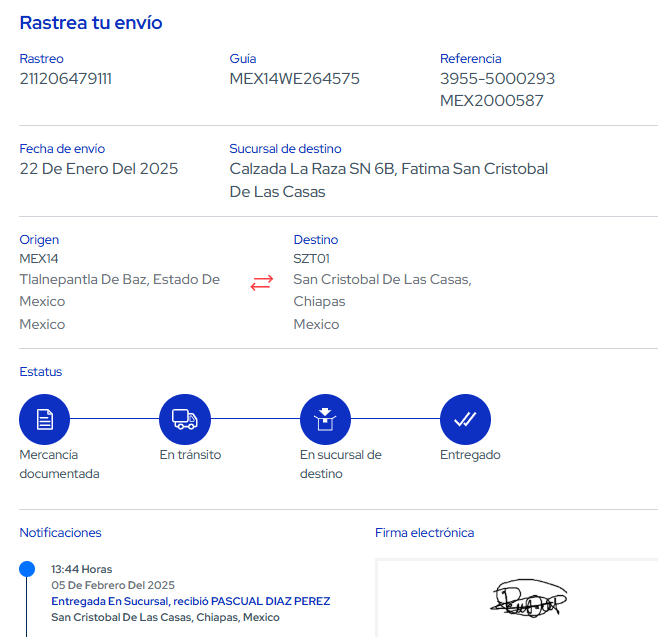 Rastrea tu envío
Rastreo
211206479111
Guía
MEX14WE264575
Referencia
3955-5000293
MEX2000587
Fecha de envío
22 De Enero Del 2025
Sucursal de destino
Calzada La Raza SN 6B, Fatima San Cristobal
De Las Casas
Origen
MEX14
Tlalnepantla De Baz, Estado De
Mexico
Mexico
Destino
SZT01
San Cristobal De Las Casas,
Chiapas
Mexico
Estatus
Mercancía
documentada
En tránsito
En sucursal de
destino
Entregado
Notificaciones
13:44 Horas
05 De Febrero Del 2025
Entregada En Sucursal, recibió PASCUAL DIAZ PEREZ
San Cristobal De Las Casas, Chiapas, Mexico
Firma electrónica